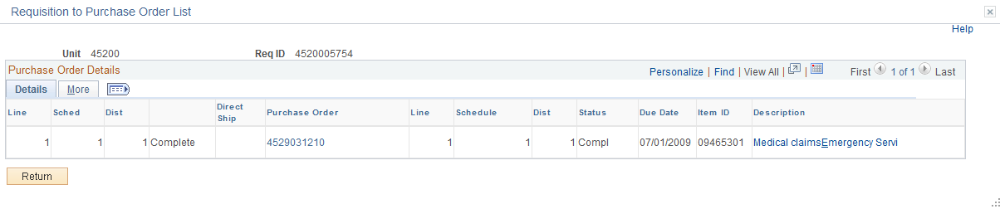 Requisition to Purchase Order List
Help
Unit 45200 Req ID 4520005754
Purchase Order Details Personalize | Find | View All | | First 1 of 1 Last
Details More
Line Sched Dist Direct Ship Purchase Order Line Schedule Dist Status Due Date Item ID Description
1 1 1 Complete 4529031210 1 1 1 Compl 07/01/2009 09465301 Medical claimsEmergency Servi
Return